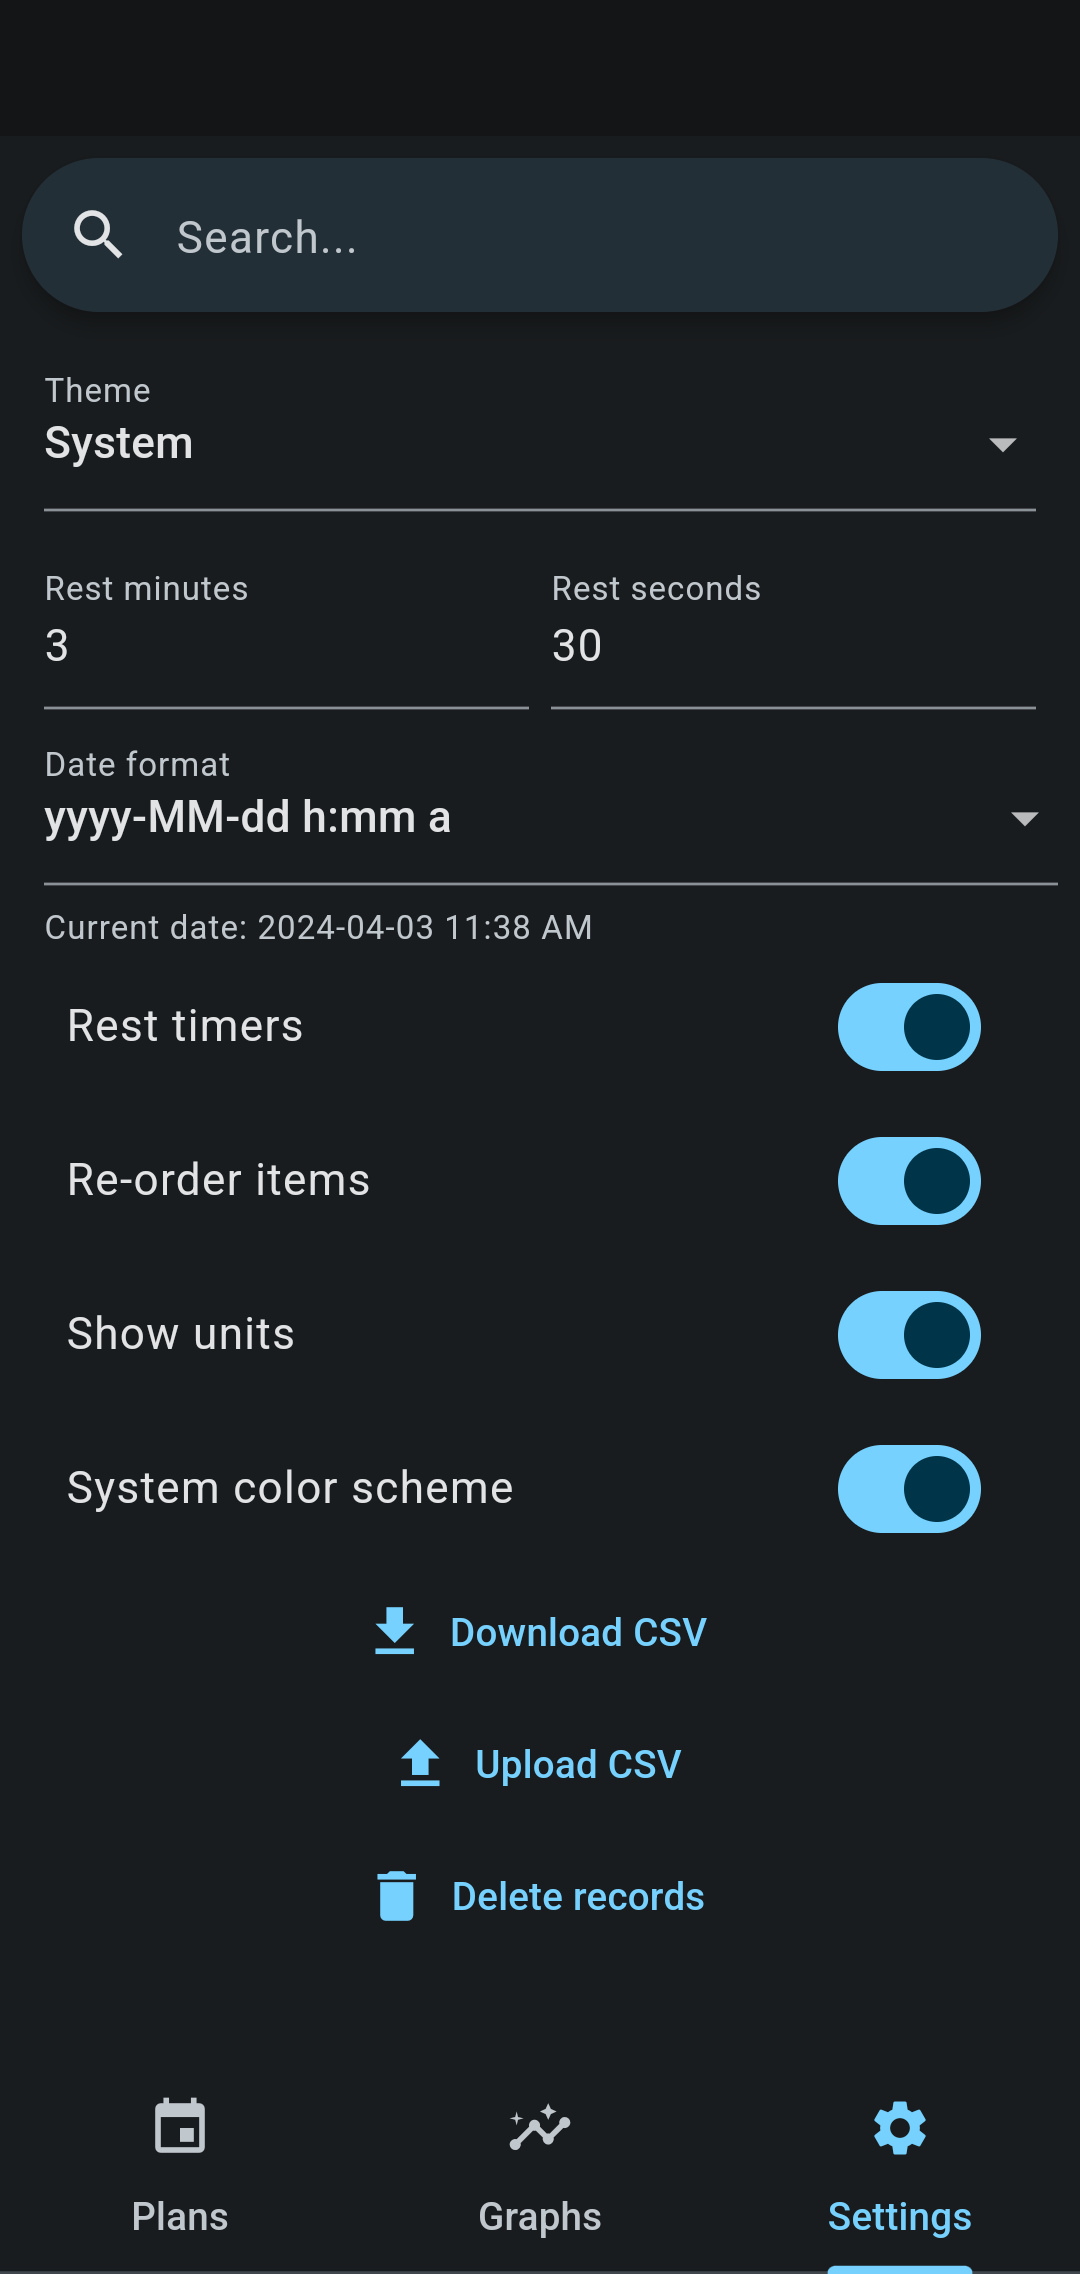 Search...
Theme
System
Rest minutes
Rest seconds
3
30
Date format
yyyy-MM-dd h:mm a
Current date: 2024-04-03 11:38 AM
Rest timers
Re-order items
Show units
System color scheme
Download CSV
Upload CSV
Delete records
Plans
Graphs
Settings